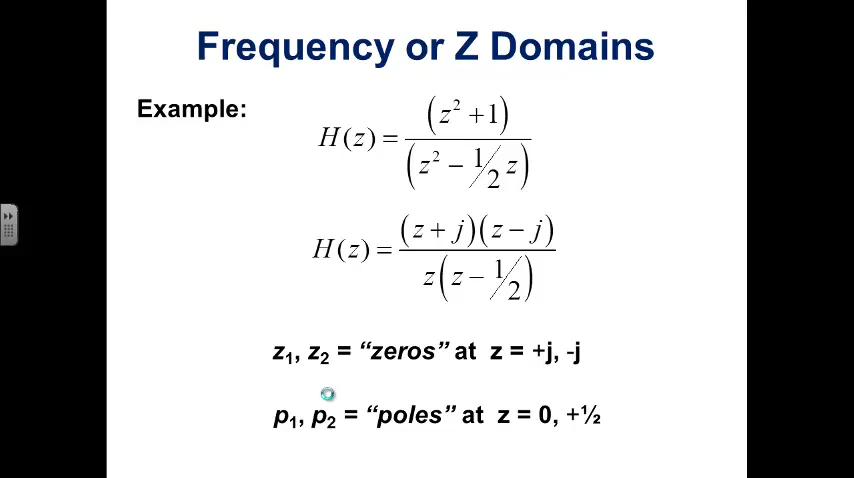 Frequency or Z Domains
Example:
H(z) = (z² + 1) / (z² − 1/2 z)
H(z) = (z + j)(z − j) / z(z − 1/2)
z₁, z₂ = “zeros” at z = +j, -j
p₁, p₂ = “poles” at z = 0, +½